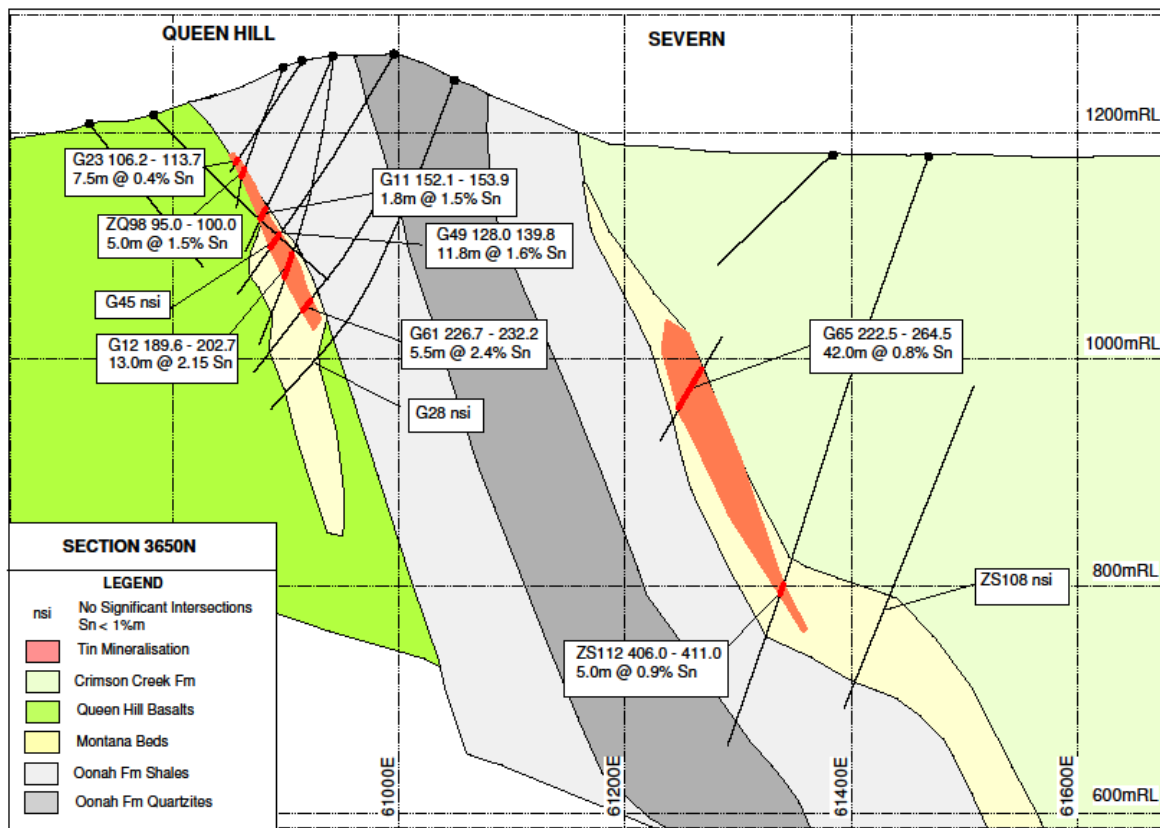 QUEEN HILL
SEVERN
1200mRL
G23 106.2 - 113.7
7.5m @ 0.4% Sn
G11 152.1 - 153.9
1.8m @ 1.5% Sn
ZQ98 95.0 - 100.0
5.0m @ 1.5% Sn
G49 128.0 139.8
11.8m @ 1.6% Sn
G45 nsi
G12 189.6 - 202.7
13.0m @ 2.15 Sn
G61 226.7 - 232.2
5.5m @ 2.4% Sn
G65 222.5 - 264.5
42.0m @ 0.8% Sn
1000mRL
G28 nsi
SECTION 3650N
LEGEND
nsi No Significant Intersections
Sn < 1%m
Tin Mineralisation
Crimson Creek Fm
Queen Hill Basalts
Montana Beds
Oonah Fm Shales
Oonah Fm Quartzites
800mRL
ZS108 nsi
ZS112 406.0 - 411.0
5.0m @ 0.9% Sn
600mRL
61000E
61200E
61400E
61600E